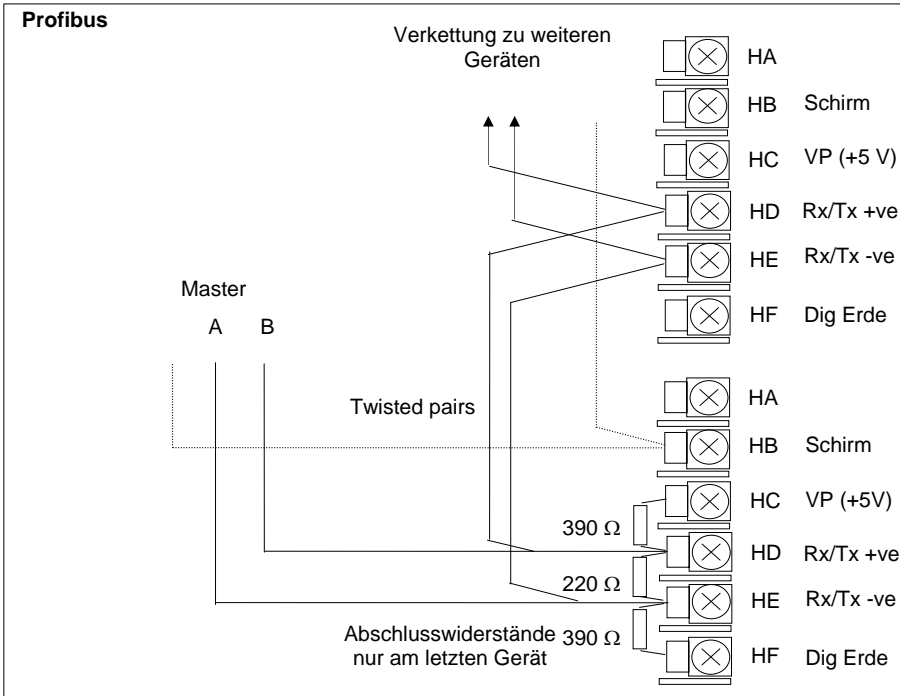 Profibus
Verkettung zu weiteren
Geräten
HA
HB Schirm
HC VP (+5 V)
HD Rx/Tx +ve
HE Rx/Tx -ve
HF Dig Erde
Master
A B
Twisted pairs
HA
HB Schirm
HC VP (+5V)
390 Ω
HD Rx/Tx +ve
220 Ω
HE Rx/Tx -ve
Abschlusswiderstände
nur am letzten Gerät
390 Ω
HF Dig Erde